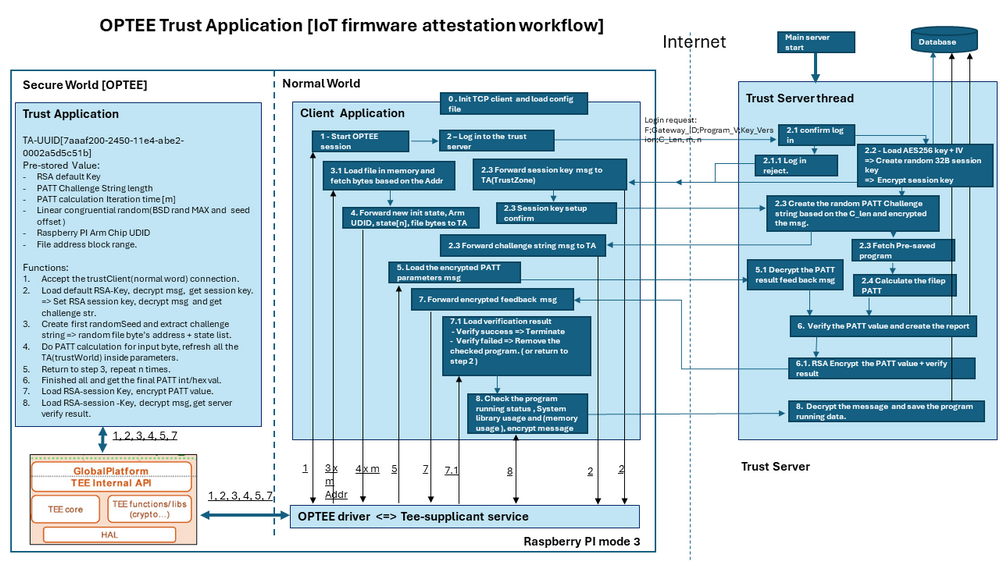 OPTEE Trust Application [IoT firmware attestation workflow]
Internet
Main server
start
Database
Secure World [OPTEE]
Trust Application
TA-UUID[7aaaf200-2450-11e4-abe2-
0002a5d5c51b]
Pre-stored Value:
- RSA default Key
- PATT Challenge String length
- PATT calculation Iteration time [m]
- Linear congruential random(BSD rand MAX and seed
offset )
- Raspberry PI Arm Chip UDID
- File address block range.
Functions:
1. Accept the trustClient(normal word) connection.
2. Load default RSA-Key, decrypt msg, get session key.
=> Set RSA session key, decrypt msg and get
challenge str.
3. Create first randomSeed and extract challenge
string => random file byte's address + state list.
4. Do PATT calculation for input byte, refresh all the
TA(trustWorld) inside parameters.
5. Return to step 3, repeat n times.
6. Finished all and get the final PATT int/hex val.
7. Load RSA-session Key, encrypt PATT value.
8. Load RSA-session -Key, decrypt msg, get server
verify result.
1, 2, 3, 4, 5, 7
GlobalPlatform
TEE Internal API
TEE core
TEE functions/libs
(crypto...)
HAL
1, 2, 3, 4, 5, 7
Normal World
0 . Init TCP client and load config
file
Client Application
1 - Start OPTEE
session
2 – Log in to the trust
server
3.1 Load file in memory and
fetch bytes based on the Addr
2.3 Forward session key msg to
TA(TrustZone)
4. Forward new init state, Arm
UDID, state[n], file bytes to TA
2.3 Session key setup
confirm
2.3 Forward challenge string msg to TA
5. Load the encrypted PATT
parameters msg
7. Forward encrypted feedback msg
7.1 Load verification result
- Verify success => Terminate
- Verify failed => Remove the
checked program. ( or return to
step 2 )
8. Check the program
running status , System
library usage and (memory
usage ), encrypt message
1
3 x
m
Addr
4 x m
5
7
7.1
8
2
2
OPTEE driver <=> Tee-supplicant service
Raspberry PI mode 3
Login request:
F;Gateway_ID;Program_V;Key_Vers
ion;C_Len, m, n
Trust Server thread
2.1 confirm log
in
2.1.1 Log in
reject.
2.2 - Load AES256 key + IV
=> Create random 32B session
key
=> Encrypt session key
2.3 Create the random PATT Challenge
string based on the C_len and encrypted
the msg.
2.3 Fetch Pre-saved
program
5.1 Decrypt the PATT
result feed back msg
2.4 Calculate the filep
PATT
6. Verify the PATT value and create the report
6.1. RSA Encrypt the PATT value + verify
result
8. Decrypt the message and save the program
running data.
Trust Server